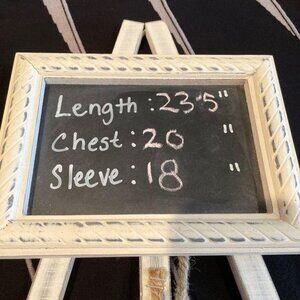 Length : 23.5"
Chest : 20 "
Sleeve : 18 "